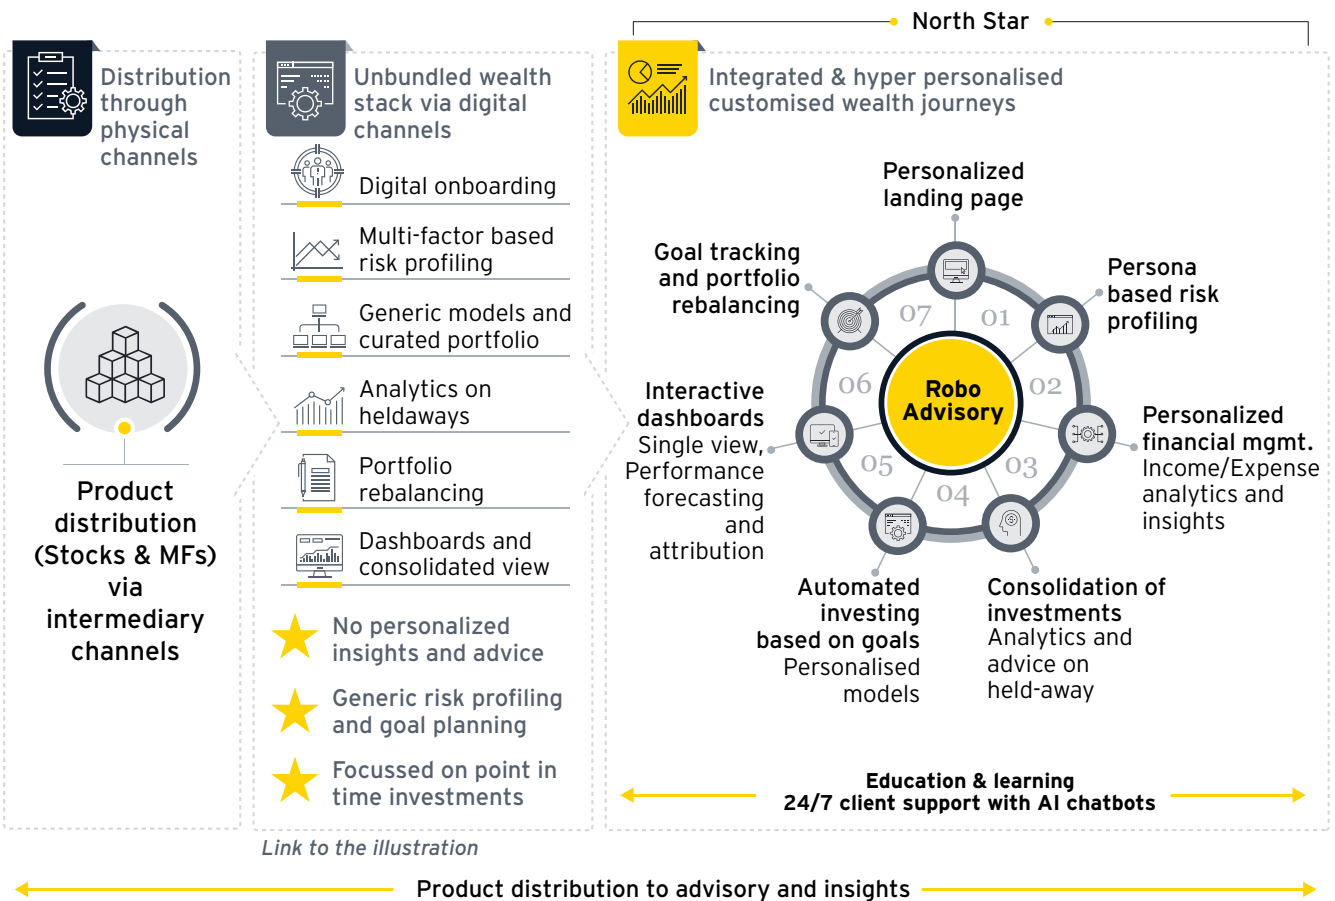 North Star
Distribution
through
physical
channels
Product
distribution
(Stocks & MFs)
via
intermediary
channels
Unbundled wealth
stack via digital
channels
Digital onboarding
Multi-factor based
risk profiling
Generic models and
curated portfolio
Analytics on
heldaways
Portfolio
rebalancing
Dashboards and
consolidated view
No personalized
insights and advice
Generic risk profiling
and goal planning
Focussed on point in
time investments
Link to the illustration
Integrated & hyper personalised
customised wealth journeys
Personalized
landing page
Persona
based risk
profiling
Personalized
financial mgmt.
Income/Expense
analytics and
insights
Consolidation of
investments
Analytics and
advice on
held-away
Automated
investing
based on goals
Personalised
models
Interactive
dashboards
Single view,
Performance
forecasting
and
attribution
Goal tracking
and portfolio
rebalancing
01
02
03
04
05
06
07
Robo
Advisory
Education & learning
24/7 client support with AI chatbots
Product distribution to advisory and insights